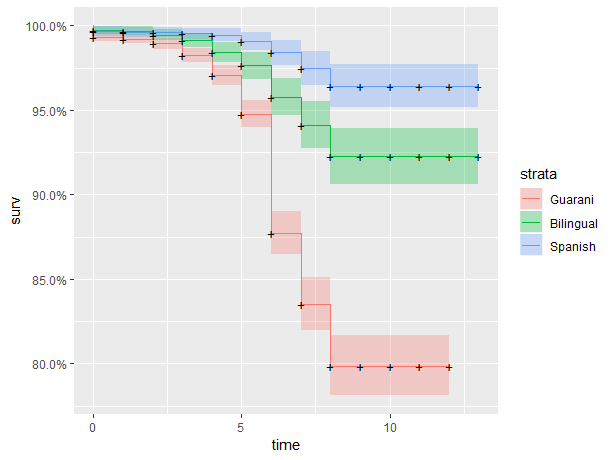 100.0%
95.0%
90.0%
85.0%
80.0%
surv
0
5
10
time
strata
Guarani
Bilingual
Spanish